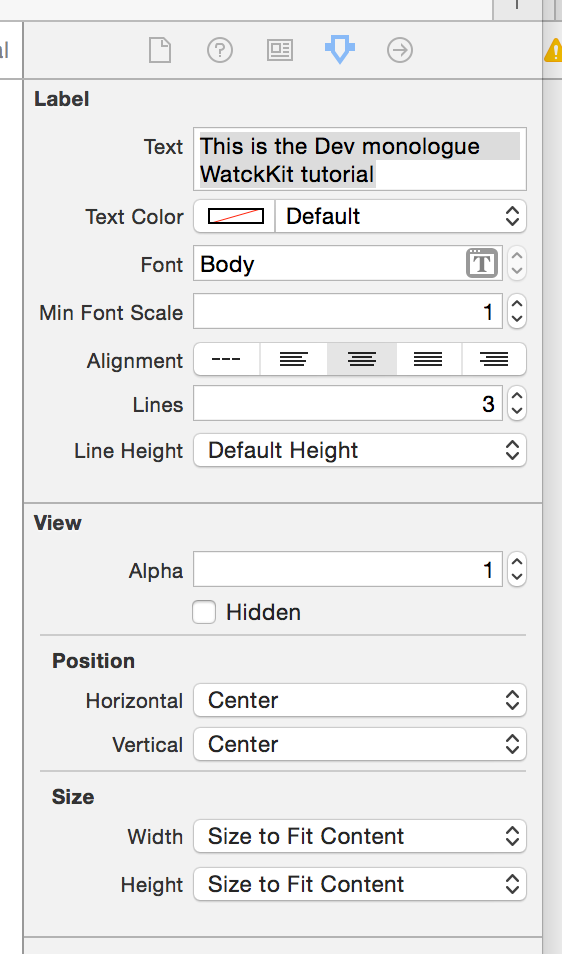 al
Label
Text This is the Dev monologue
WatckKit tutorial
Text Color Default
Font Body T
Min Font Scale 1
Alignment
Lines 3
Line Height Default Height
View
Alpha 1
Hidden
Position
Horizontal Center
Vertical Center
Size
Width Size to Fit Content
Height Size to Fit Content